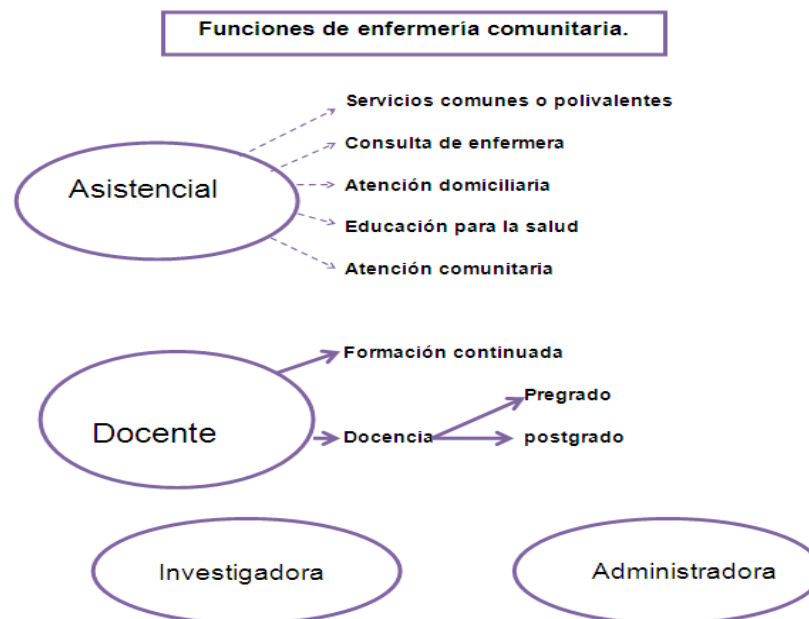 Funciones de enfermería comunitaria.
Servicios comunes o polivalentes
Consulta de enfermera
Asistencial
Atención domiciliaria
Educación para la salud
Atención comunitaria
Formación continuada
Pregrado
Docente
Docencia
postgrado
Investigadora
Administradora